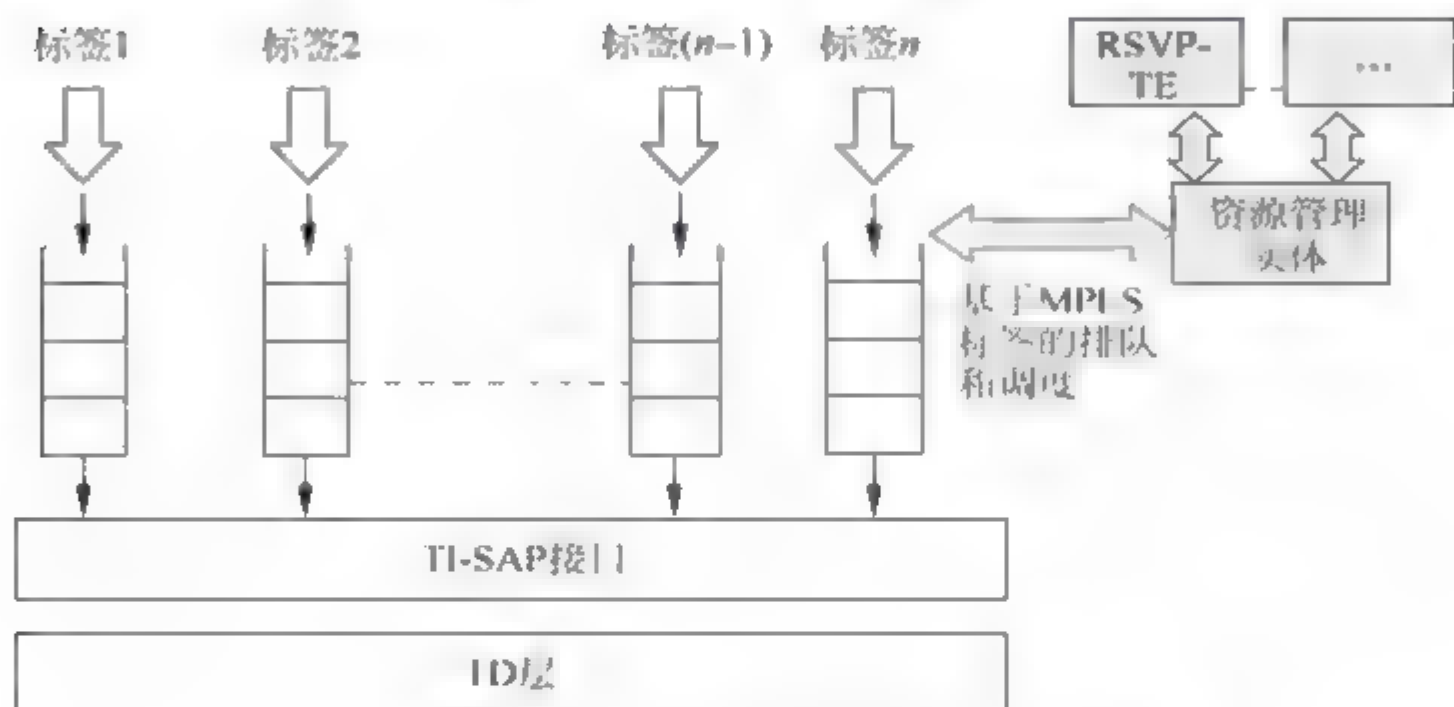 标签1
标签2
标签(n–1)
标签n
RSVP-
TE
...
资源管理
实体
基于MPLS
标签的排队
和调度
TI-SAP接口
TD层